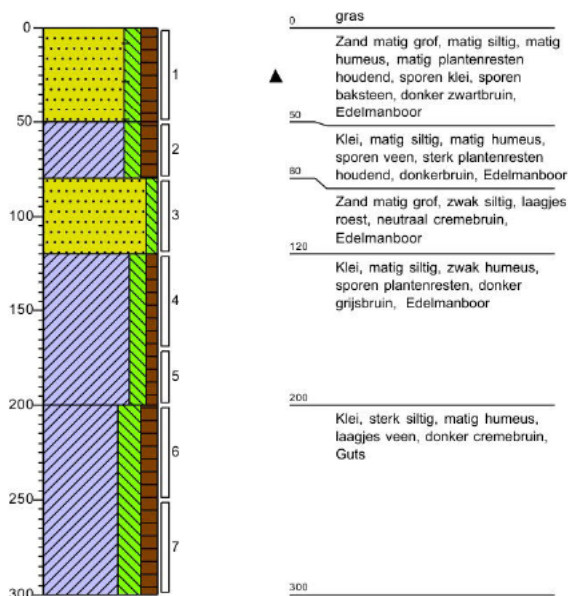 0
50
100
150
200
250
300
1
2
3
4
5
6
7
0
gras
Zand matig grof, matig siltig, matig
humeus, matig plantenresten
houdend, sporen klei, sporen
baksteen, donker zwartbruin,
Edelmanboor
50
Klei, matig siltig, matig humeus,
sporen veen, sterk plantenresten
houdend, donkerbruin, Edelmanboor
80
Zand matig grof, zwak siltig, laagjes
roest, neutraal cremebruin,
Edelmanboor
120
Klei, matig siltig, zwak humeus,
sporen plantenresten, donker
grijsbruin, Edelmanboor
200
Klei, sterk siltig, matig humeus,
laagjes veen, donker cremebruin,
Guts
300